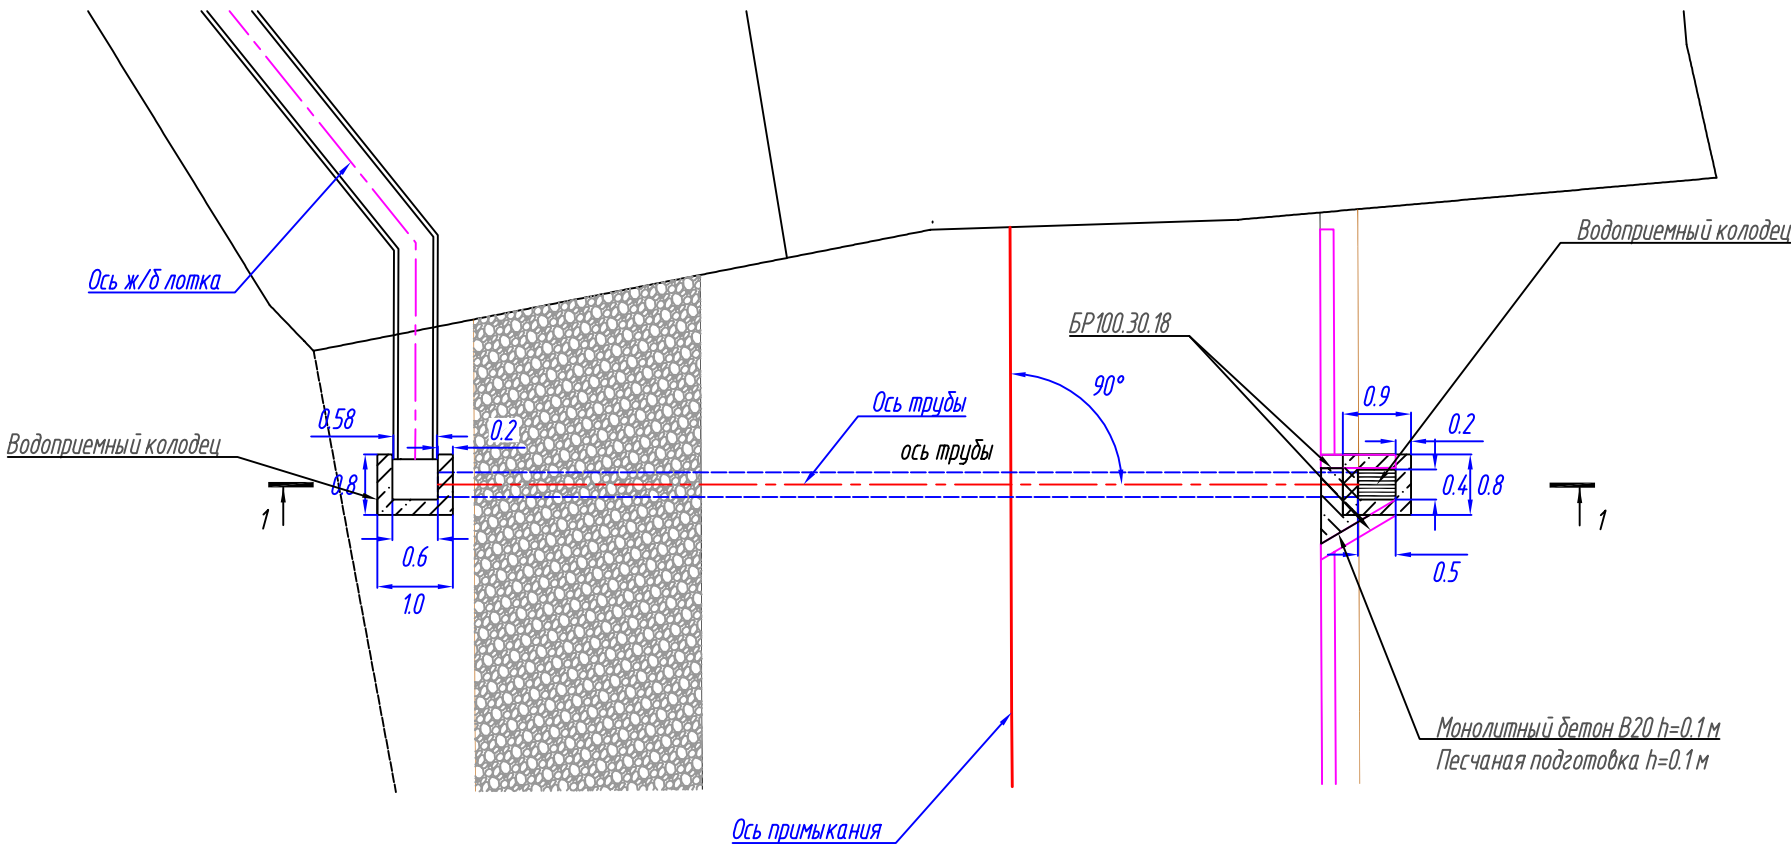 Водоприемный колодец
Ось ж/б лотка
БР100.30.18
90°
0.9
Ось трубы
0.58
0.2
0.2
Водоприемный колодец
ось трубы
0.8
0.4
0.8
1
1
0.6
0.5
1.0
Монолитный бетон В20 h=0.1 м
Песчаная подготовка h=0.1 м
Ось примыкания